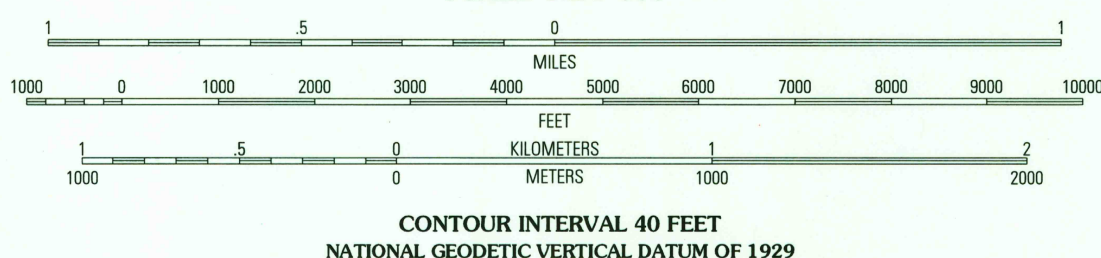 1 .5 0 1
MILES
1000 0 1000 2000 3000 4000 5000 6000 7000 8000 9000 10000
FEET
1 .5 0 KILOMETERS 1 2
1000 0 METERS 1000 2000
CONTOUR INTERVAL 40 FEET
NATIONAL GEODETIC VERTICAL DATUM OF 1929